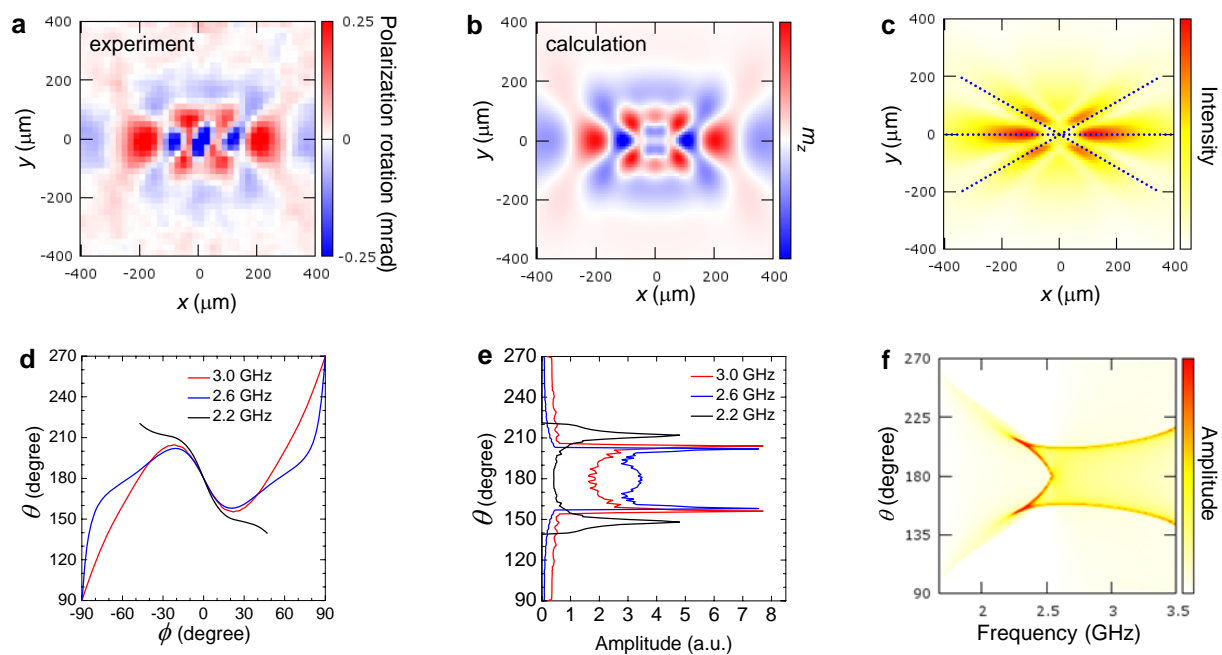 a
experiment
400
200
0
-200
-400
-400 -200 0 200 400
y (μm)
x (μm)
0.25
0
-0.25
Polarization rotation (mrad)
b
calculation
400
200
0
-200
-400
-400 -200 0 200 400
y (μm)
x (μm)
m_z
c
400
200
0
-200
-400
-400 -200 0 200 400
y (μm)
x (μm)
Intensity
d
270
240
210
180
150
120
90
-90 -60 -30 0 30 60 90
θ (degree)
ϕ (degree)
3.0 GHz
2.6 GHz
2.2 GHz
e
270
240
210
180
150
120
90
0 1 2 3 4 5 6 7 8
θ (degree)
Amplitude (a.u.)
3.0 GHz
2.6 GHz
2.2 GHz
f
270
225
180
135
90
2 2.5 3 3.5
θ (degree)
Frequency (GHz)
Amplitude